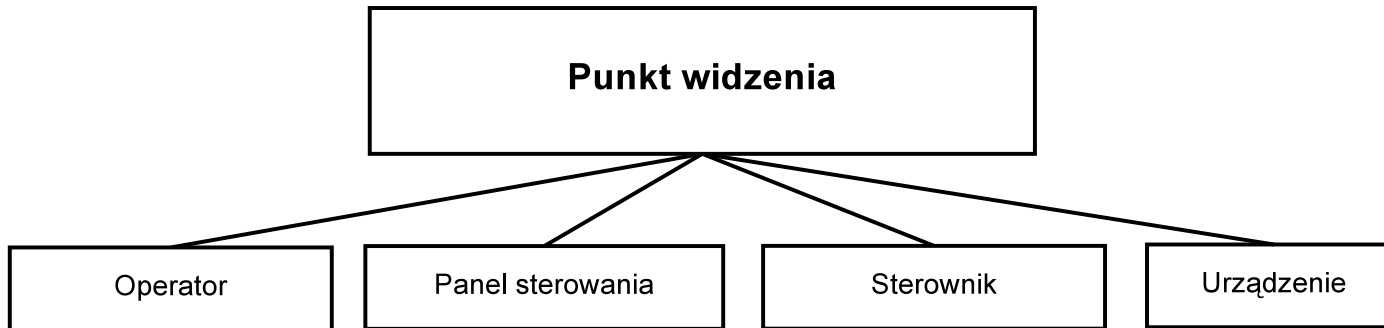 Punkt widzenia
Operator
Panel sterowania
Sterownik
Urządzenie